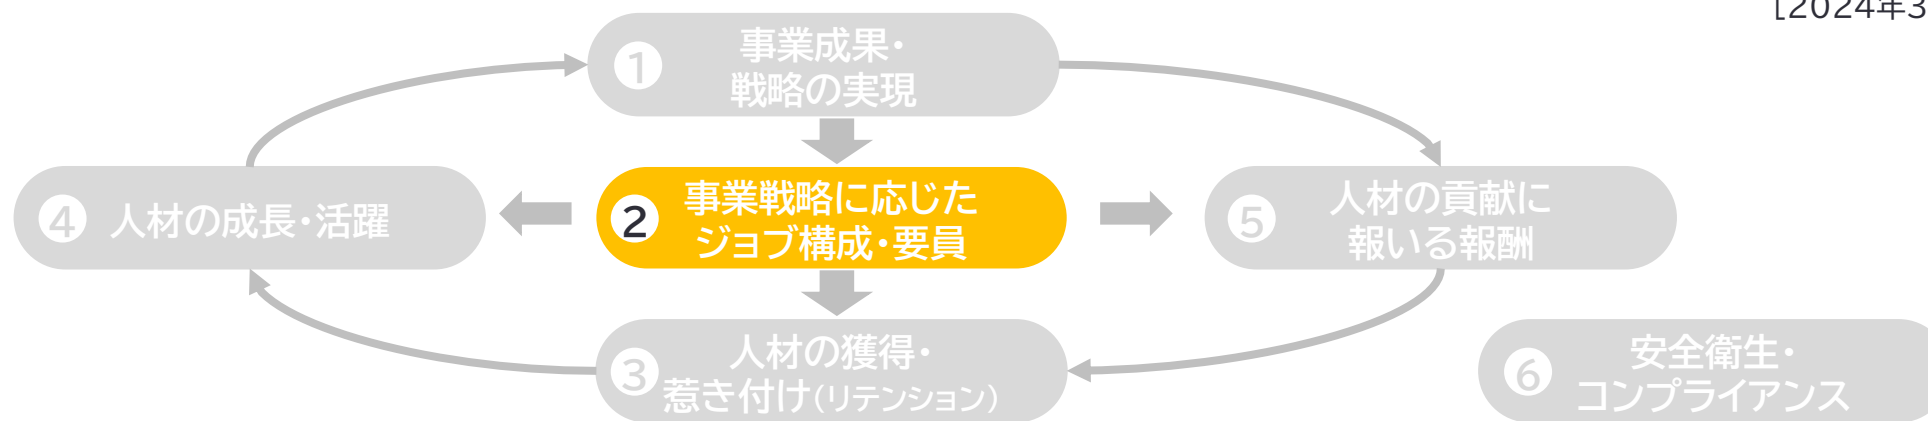 [2024年3
1 事業成果・
戦略の実現
4 人材の成長・活躍
2 事業戦略に応じた
ジョブ構成・要員
5 人材の貢献に
報いる報酬
3 人材の獲得・
惹き付け(リテンション)
6 安全衛生・
コンプライアンス